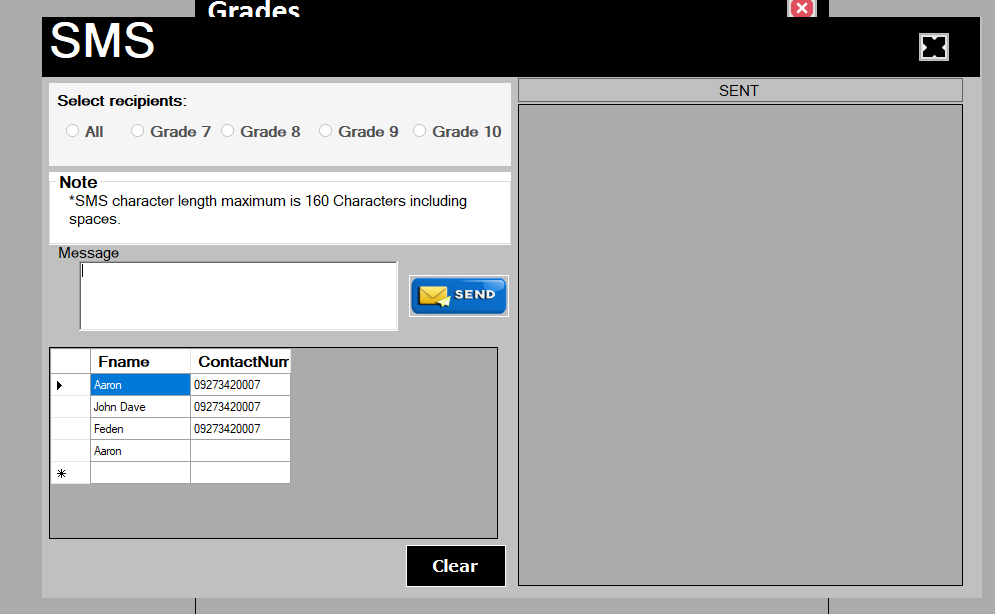 Grades
SMS
Select recipients:
All Grade 7 Grade 8 Grade 9 Grade 10
Note
*SMS character length maximum is 160 Characters including
spaces.
Message
SEND
Fname ContactNum
Aaron 09273420007
John Dave 09273420007
Feden 09273420007
Aaron
*
Clear
SENT